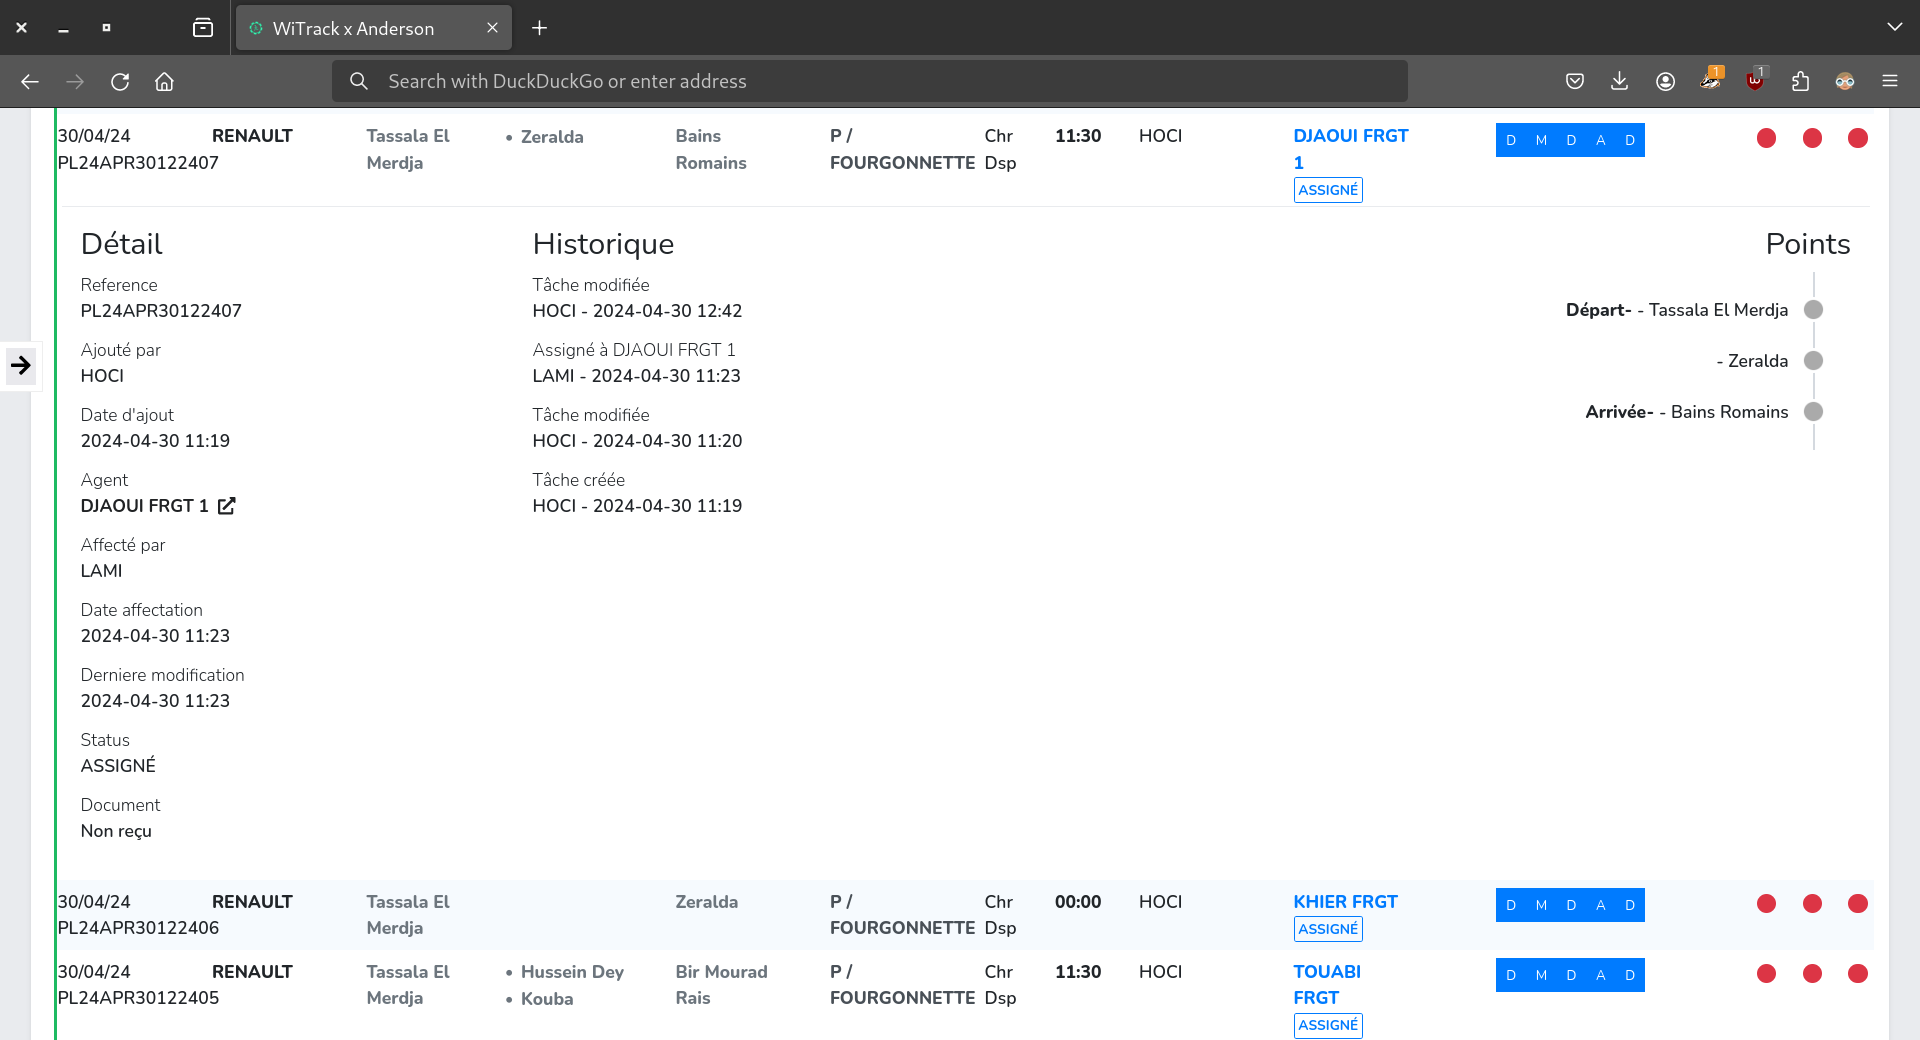 WiTrack x Anderson
Search with DuckDuckGo or enter address
1
1
30/04/24 RENAULT Tassala El • Zeralda Bains P / Chr 11:30 HOCI DJAOUI FRGT D M D A D
PL24APR30122407 Merdja Romains FOURGONNETTE Dsp 1
ASSIGNÉ
Détail Historique Points
Reference Tâche modifiée
PL24APR30122407 HOCI - 2024-04-30 12:42 Départ- - Tassala El Merdja
Ajouté par Assigné à DJAOUI FRGT 1 - Zeralda
HOCI LAMI - 2024-04-30 11:23
Date d'ajout Tâche modifiée Arrivée- - Bains Romains
2024-04-30 11:19 HOCI - 2024-04-30 11:20
Agent Tâche créée
DJAOUI FRGT 1 HOCI - 2024-04-30 11:19
Affecté par
LAMI
Date affectation
2024-04-30 11:23
Derniere modification
2024-04-30 11:23
Status
ASSIGNÉ
Document
Non reçu
30/04/24 RENAULT Tassala El Zeralda P / Chr 00:00 HOCI KHIER FRGT D M D A D
PL24APR30122406 Merdja FOURGONNETTE Dsp ASSIGNÉ
30/04/24 RENAULT Tassala El • Hussein Dey Bir Mourad P / Chr 11:30 HOCI TOUABI D M D A D
PL24APR30122405 Merdja • Kouba Rais FOURGONNETTE Dsp FRGT
ASSIGNÉ